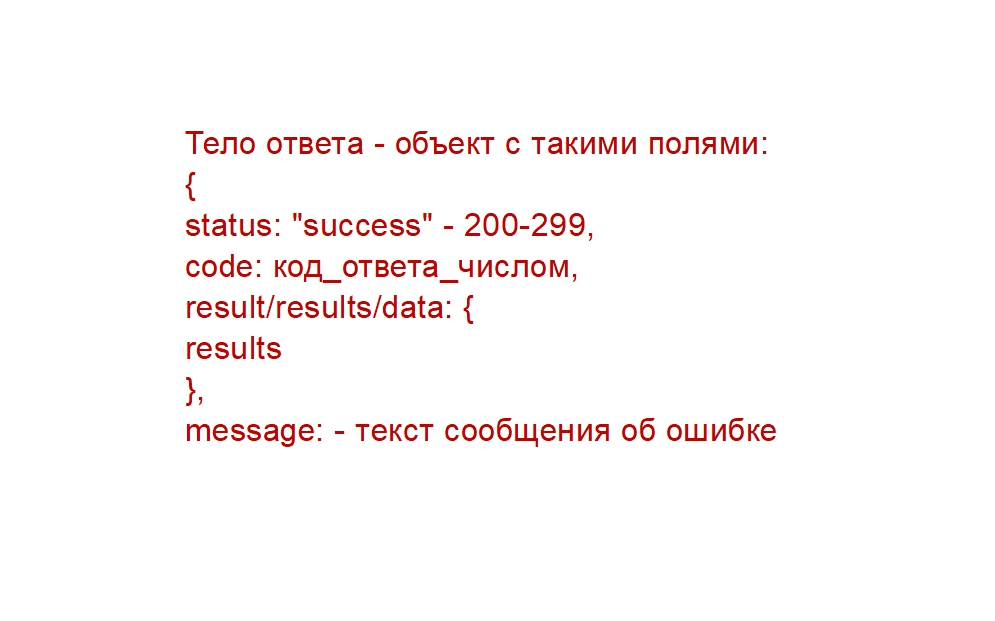 Тело ответа - объект с такими полями:
{
status: "success" - 200-299,
code: код_ответа_числом,
result/results/data: {
results
},
message: - текст сообщения об ошибке